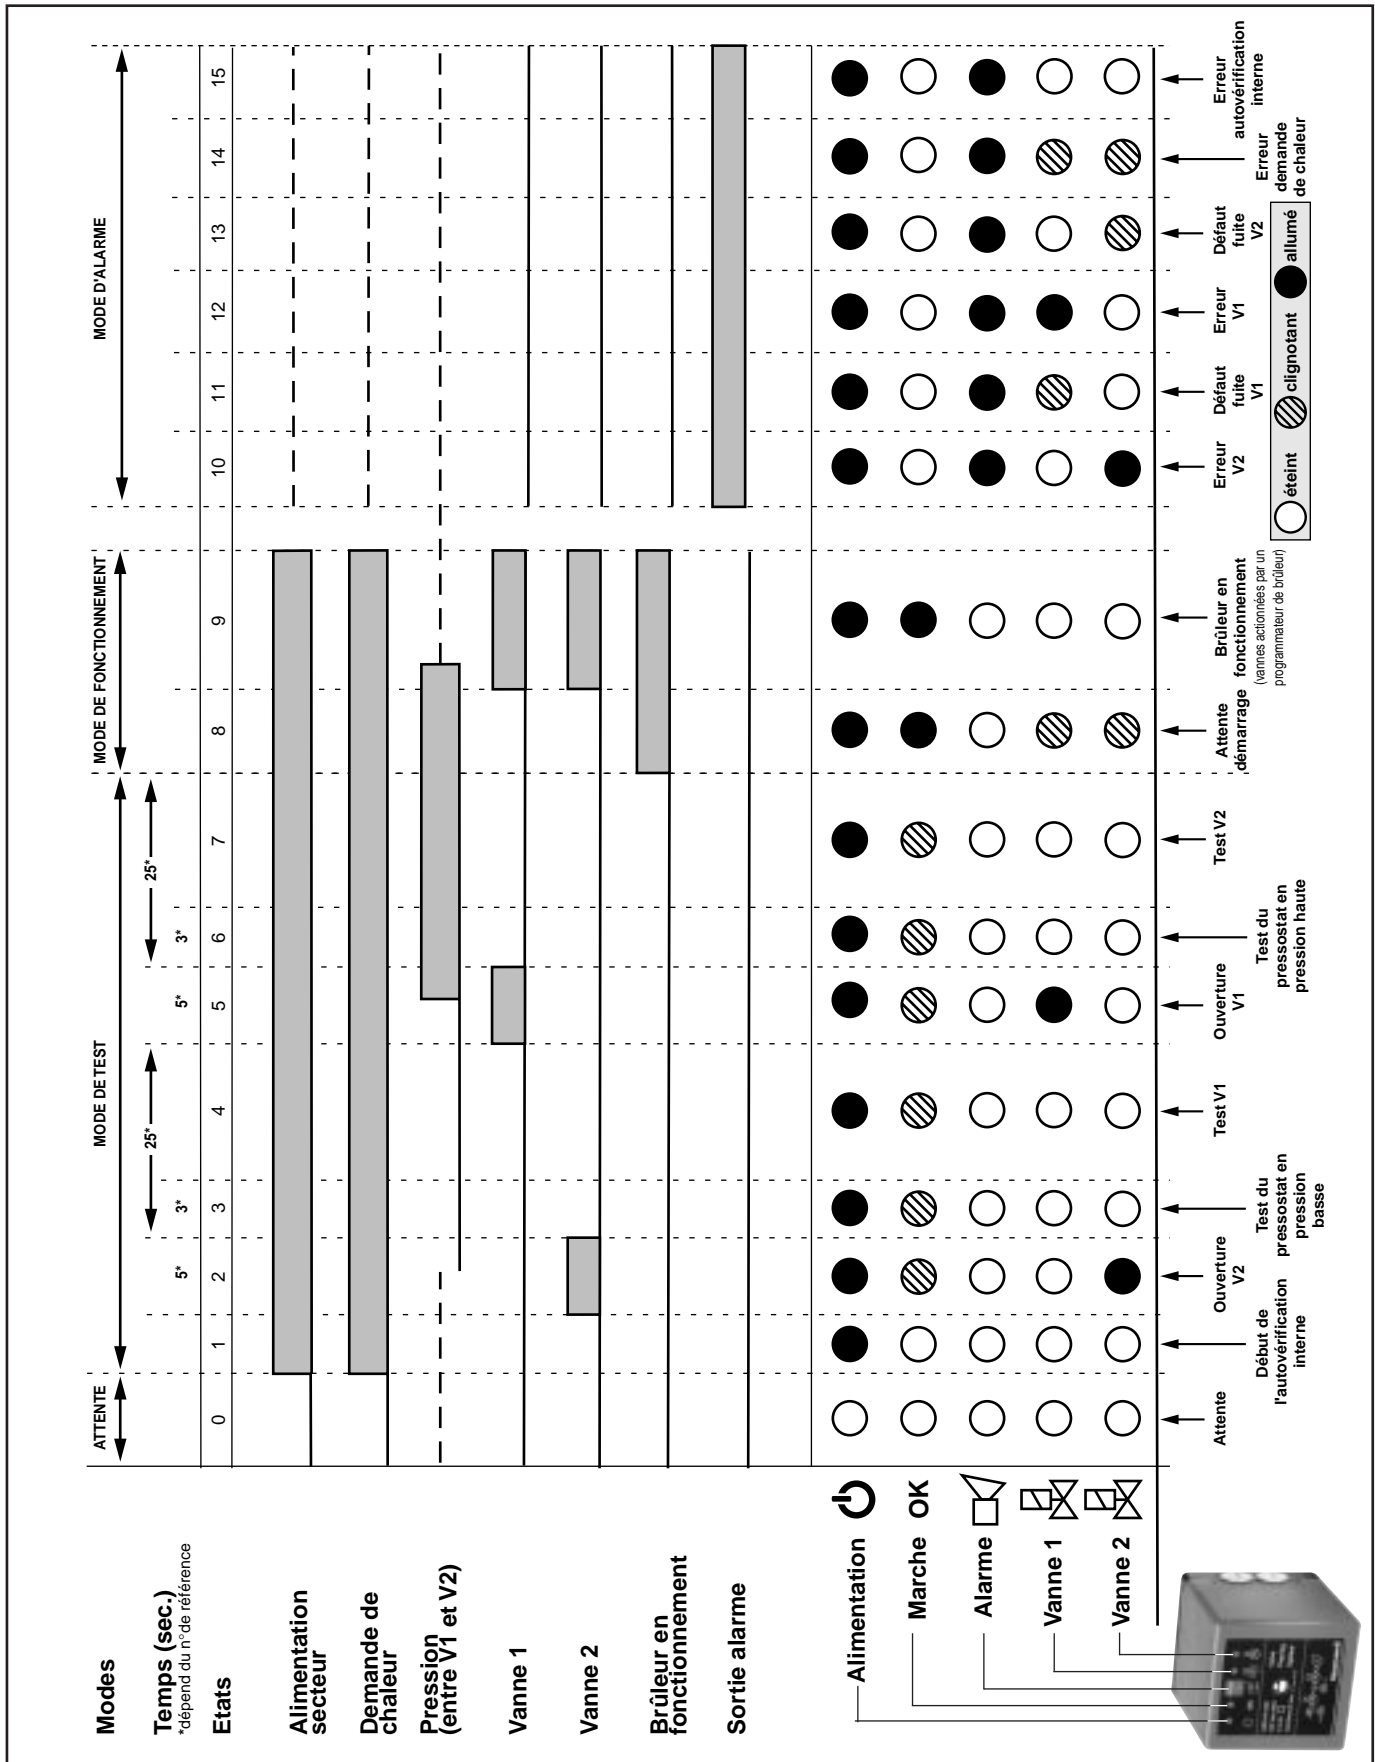 Modes
ATTENTE
MODE DE TEST
MODE DE FONCTIONNEMENT
MODE D'ALARME
Temps (sec.)
*dépend du n°de référence
5*
3*
25*
5*
3*
25*
Etats
0
1
2
3
4
5
6
7
8
9
10
11
12
13
14
15
Alimentation
secteur
Demande de
chaleur
Pression
(entre V1 et V2)
Vanne 1
Vanne 2
Brûleur en
fonctionnement
Sortie alarme
Alimentation
Marche OK
Alarme
Vanne 1
Vanne 2
Attente
Début de
l'autovérification
interne
Ouverture
V2
Test du
pressostat en
pression
basse
Test V1
Ouverture
V1
Test du
pressostat en
pression haute
Test V2
Attente
démarrage
Brûleur en
fonctionnement
(vannes actionnées par un
programmateur de brûleur)
Erreur
V2
Défaut
fuite
V1
Erreur
V1
Défaut
fuite
V2
Erreur
demande
de chaleur
Erreur
autovérification
interne
éteint
clignotant
allumé